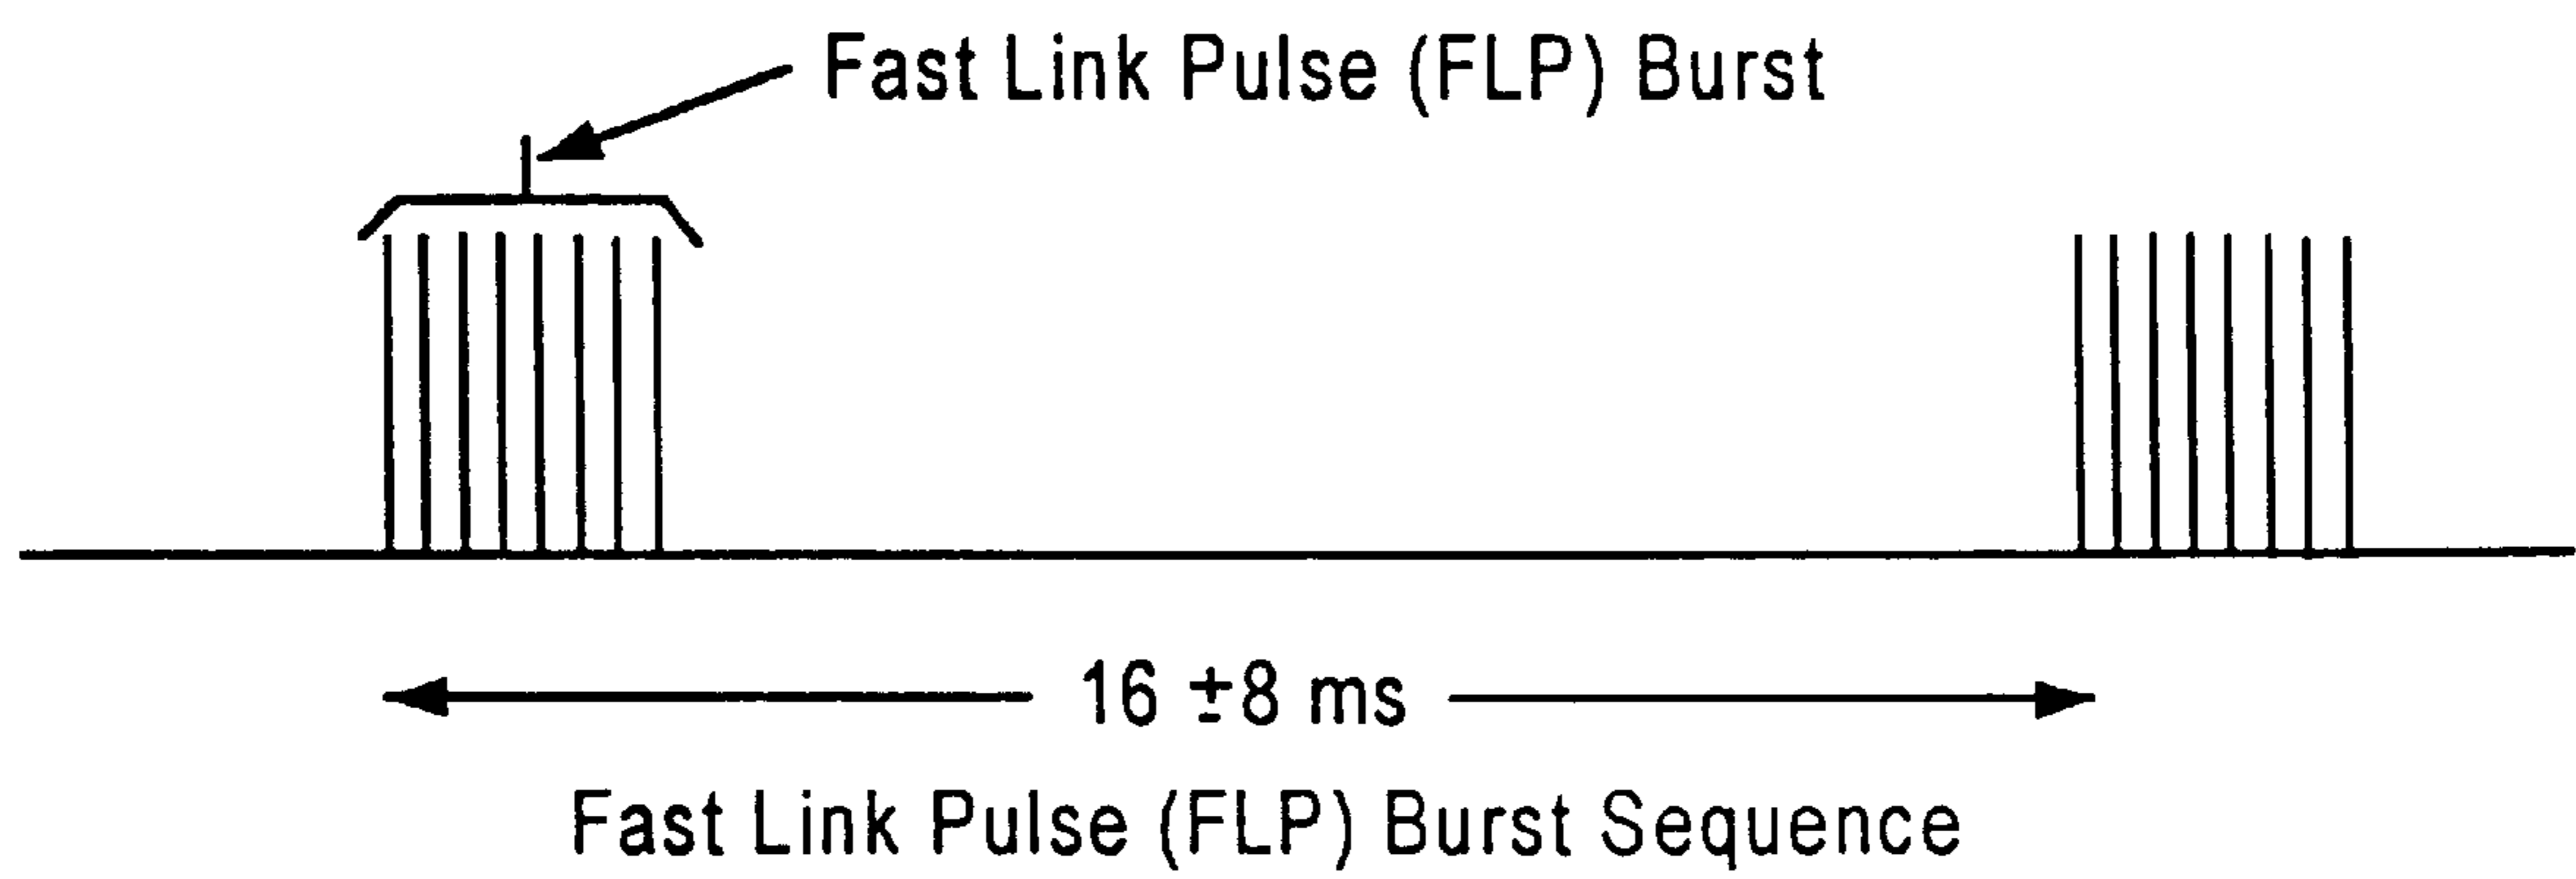 Fast Link Pulse (FLP) Burst
16 ±8 ms
Fast Link Pulse (FLP) Burst Sequence